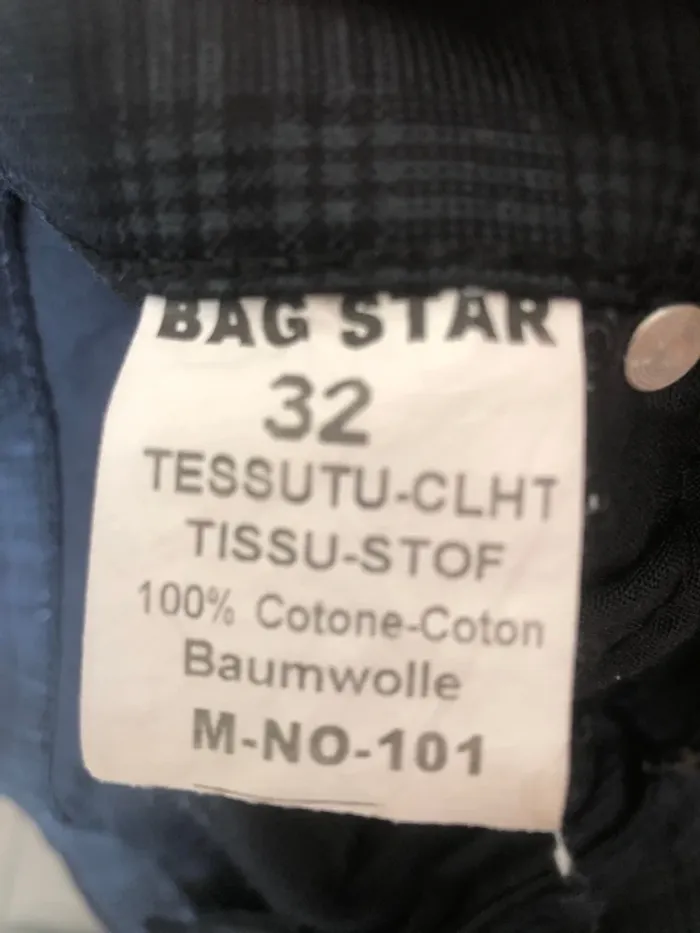 BAG STAR
32
TESSUTU-CLHT
TISSU-STOF
100% Cotone-Coton
Baumwolle
M-NO-101